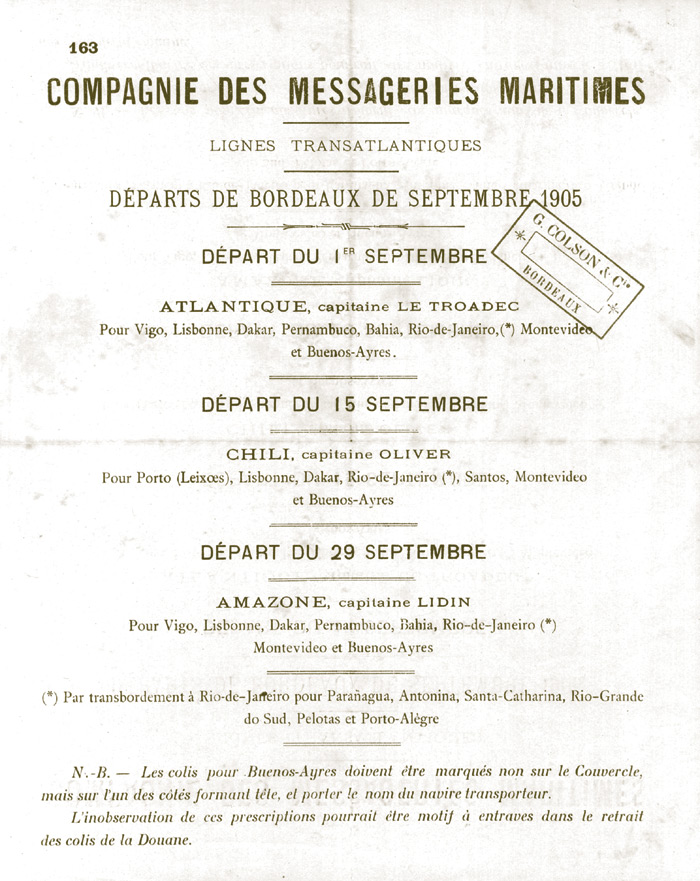 163
COMPAGNIE DES MESSAGERIES MARITIMES
LIGNES TRANSATLANTIQUES
DÉPARTS DE BORDEAUX DE SEPTEMBRE 1905
G. COLSON & Cie
BORDEAUX
DÉPART DU 1ER SEPTEMBRE
ATLANTIQUE, capitaine LE TROADEC
Pour Vigo, Lisbonne, Dakar, Pernambuco, Bahia, Rio-de-Janeiro,(*) Montevideo
et Buenos-Ayres.
DÉPART DU 15 SEPTEMBRE
CHILI, capitaine OLIVER
Pour Porto (Leixœs), Lisbonne, Dakar, Rio-de-Janeiro (*), Santos, Montevideo
et Buenos-Ayres
DÉPART DU 29 SEPTEMBRE
AMAZONE, capitaine LIDIN
Pour Vigo, Lisbonne, Dakar, Pernambuco, Bahia, Rio-de-Janeiro (*)
Montevideo et Buenos-Ayres
(*) Par transbordement à Rio-de-Janeiro pour Parañagua, Antonina, Santa-Catharina, Rio-Grande
do Sud, Pelotas et Porto-Alègre
N.-B. — Les colis pour Buenos-Ayres doivent être marqués non sur le Couvercle,
mais sur l'un des côtés formant tête, et porter le nom du navire transporteur.
L'inobservation de ces prescriptions pourrait être motif à entraves dans le retrait
des colis de la Douane.